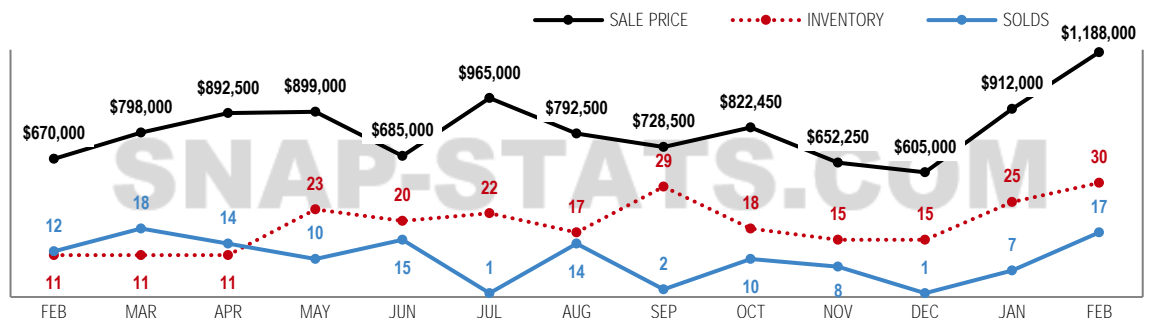 SALE PRICE INVENTORY SOLDS
$670,000 $798,000 $892,500 $899,000 $685,000 $965,000 $792,500 $728,500 $822,450 $652,250 $605,000 $912,000 $1,188,000
SNAP-STATS.COM
11 11 11 23 20 22 17 29 18 15 15 25 30
12 18 14 10 15 1 14 2 10 8 1 7 17
FEB MAR APR MAY JUN JUL AUG SEP OCT NOV DEC JAN FEB